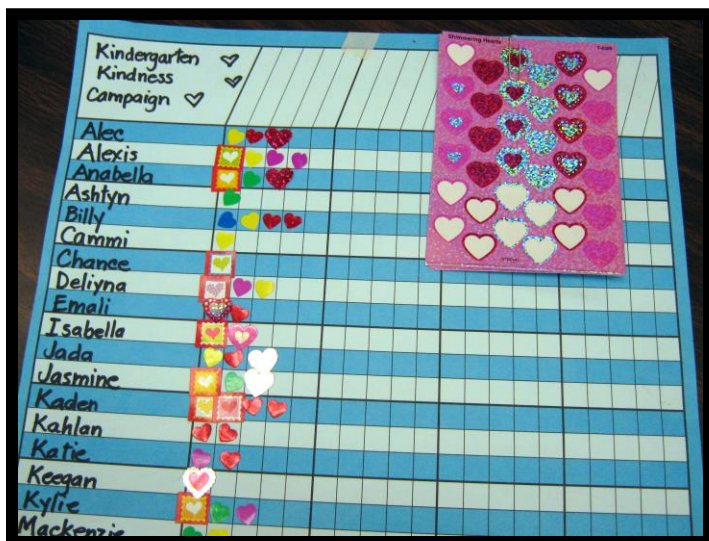 Kindergarten
Kindness
Campaign
Shimmering Hearts
Alec
Alexis
Anabella
Ashtyn
Billy
Cammi
Chance
Deliyna
Emali
Isabella
Jada
Jasmine
Kaden
Kahlan
Katie
Keegan
Kylie
Mackenzie